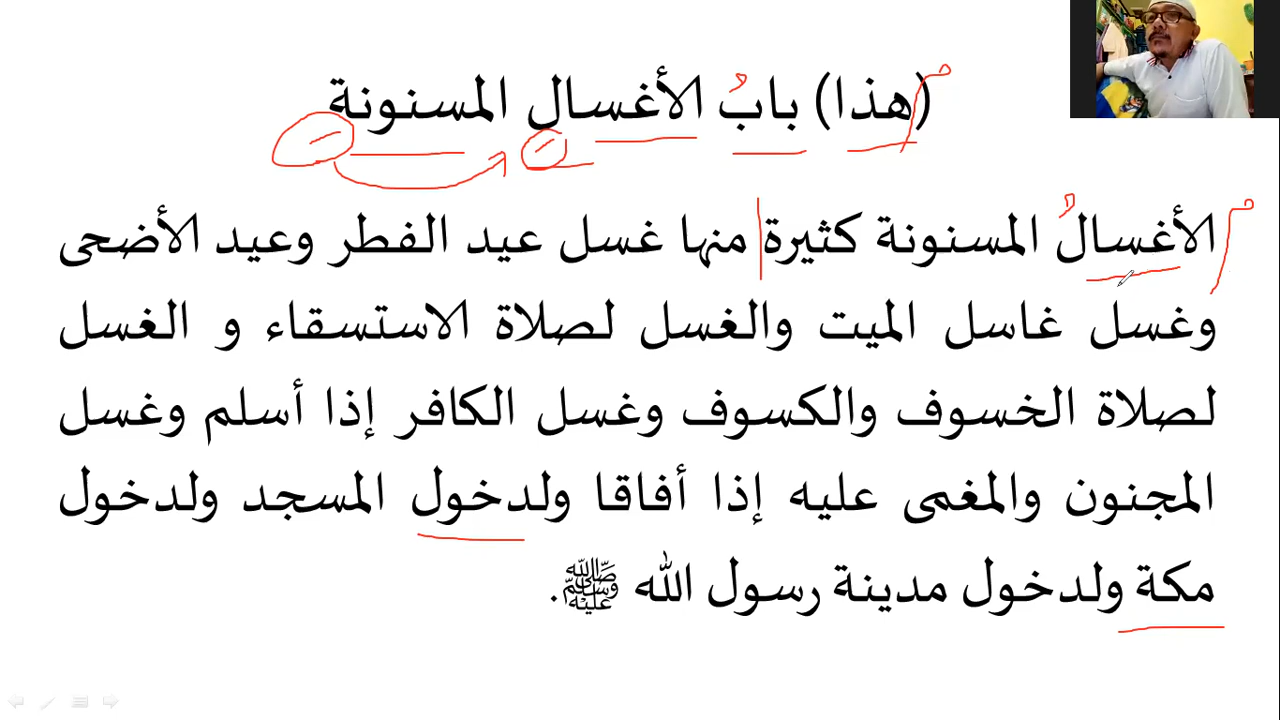 (هذا) بابُ الأغسال المسنونة
الأغسالُ المسنونة كثيرة منها غسل عيد الفطر وعيد الأضحى
وغسل غاسل الميت والغسل لصلاة الاستسقاء و الغسل
لصلاة الخسوف والكسوف وغسل الكافر إذا أسلم وغسل
المجنون والمغمى عليه إذا أفاقا ولدخول المسجد ولدخول
مكة ولدخول مدينة رسول الله ﷺ.